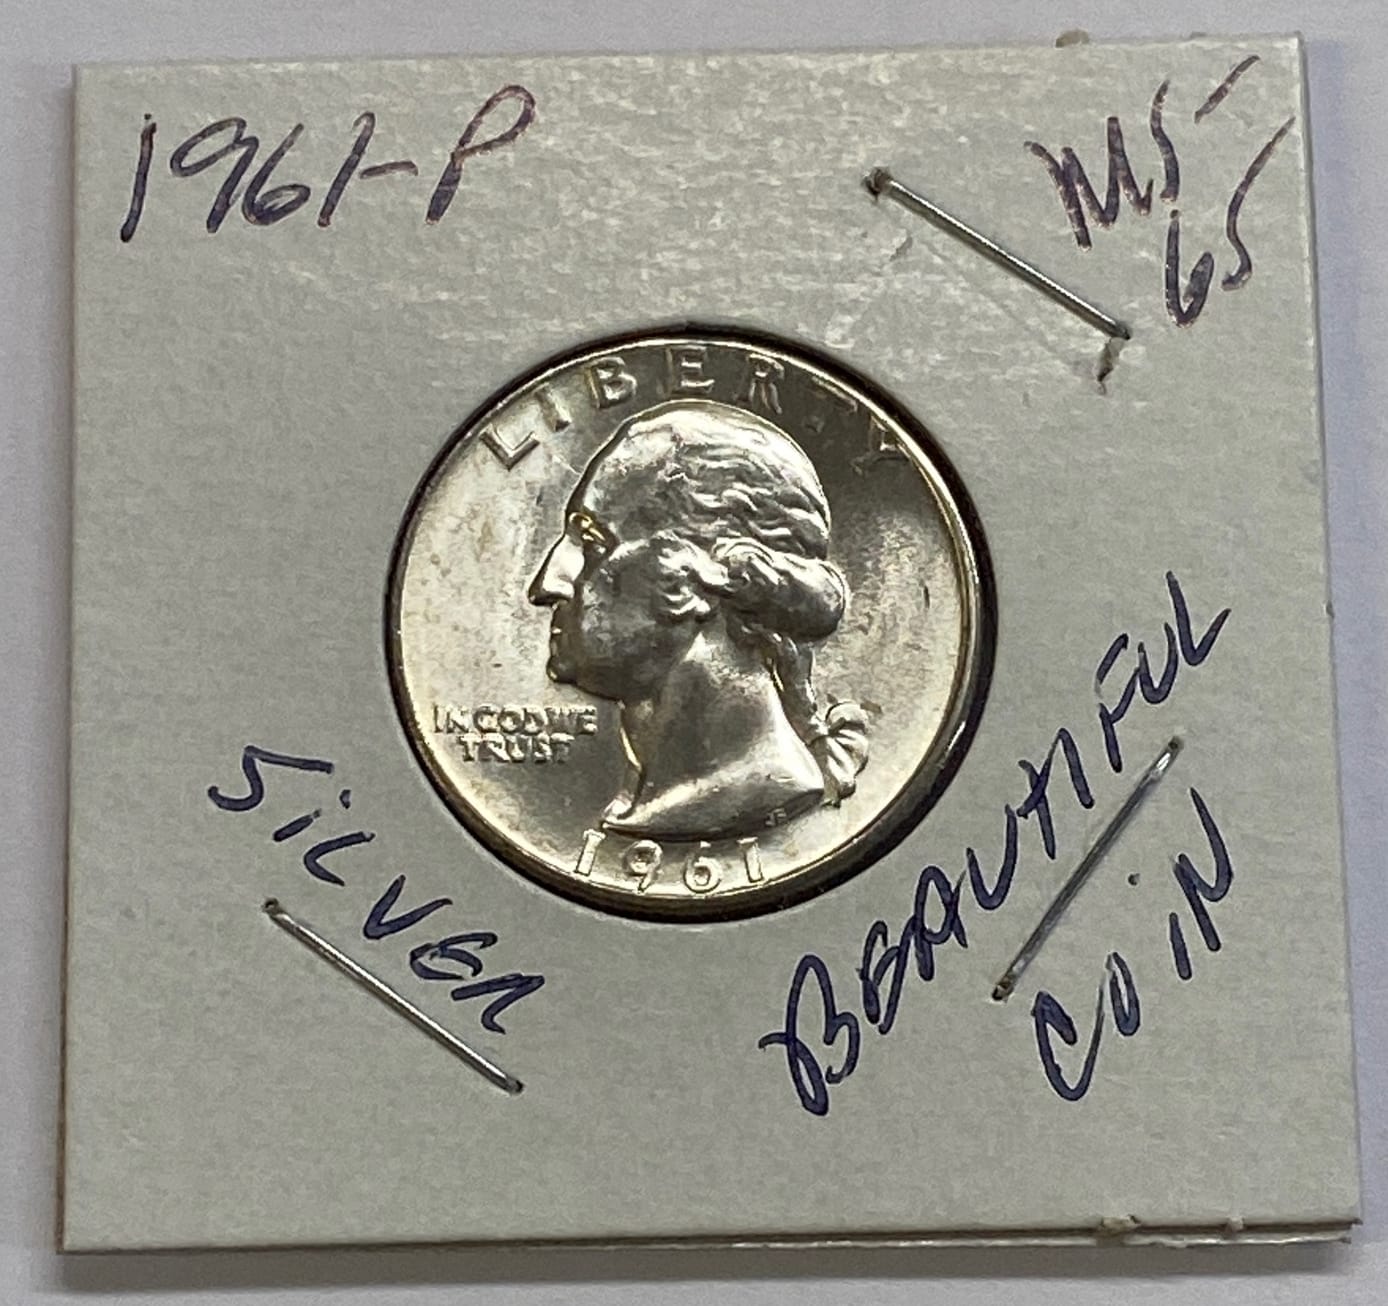 1961-P
MS-
65
LIBERTY
IN GOD WE
TRUST
1961
SILVER
BEAUTIFUL
COIN